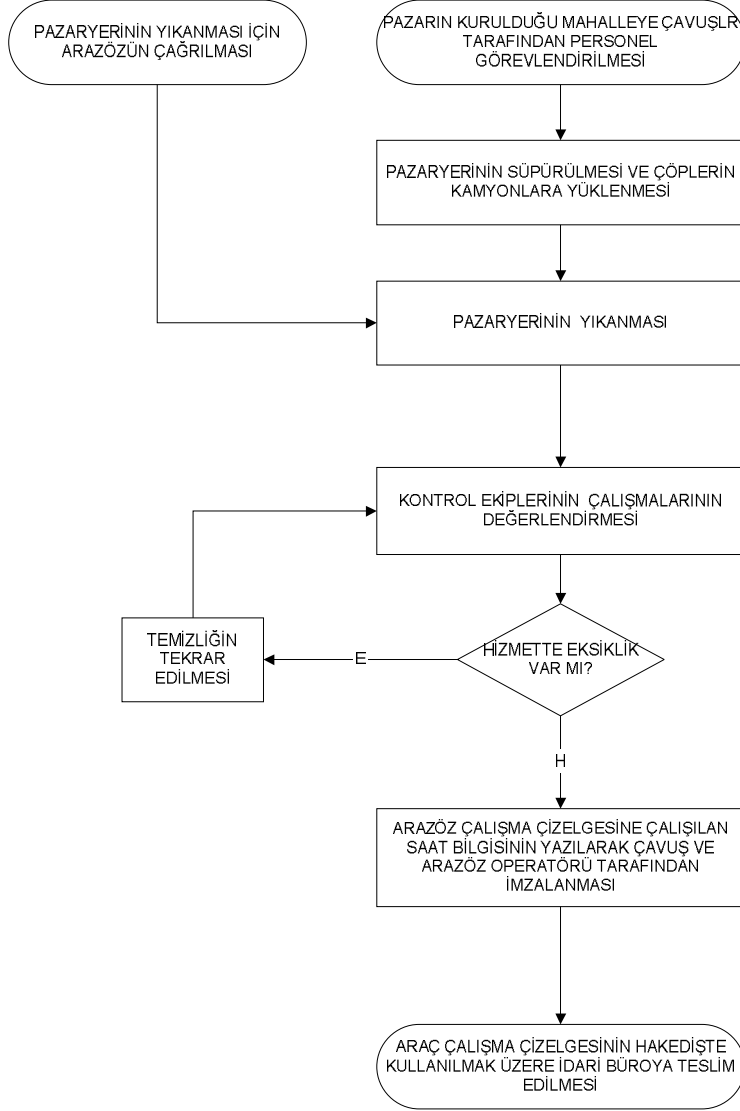 PAZARYERİNİN YIKANMASI İÇİN
ARAZÖZÜN ÇAĞRILMASI
PAZARIN KURULDUĞU MAHALLEYE ÇAVUŞLR
TARAFINDAN PERSONEL
GÖREVLENDİRİLMESİ
PAZARYERİNİN SÜPÜRÜLMESİ VE ÇÖPLERİN
KAMYONLARA YÜKLENMESİ
PAZARYERİNİN YIKANMASI
KONTROL EKİPLERİNİN ÇALIŞMALARININ
DEĞERLENDİRMESİ
TEMİZLİĞİN
TEKRAR
EDİLMESİ
E
HİZMETTE EKSİKLİK
VAR MI?
H
ARAZÖZ ÇALIŞMA ÇİZELGESİNE ÇALIŞILAN
SAAT BİLGİSİNİN YAZILARAK ÇAVUŞ VE
ARAZÖZ OPERATÖRÜ TARAFINDAN
İMZALANMASI
ARAÇ ÇALIŞMA ÇİZELGESİNİN HAKEDİŞTE
KULLANILMAK ÜZERE İDARİ BÜROYA TESLİM
EDİLMESİ